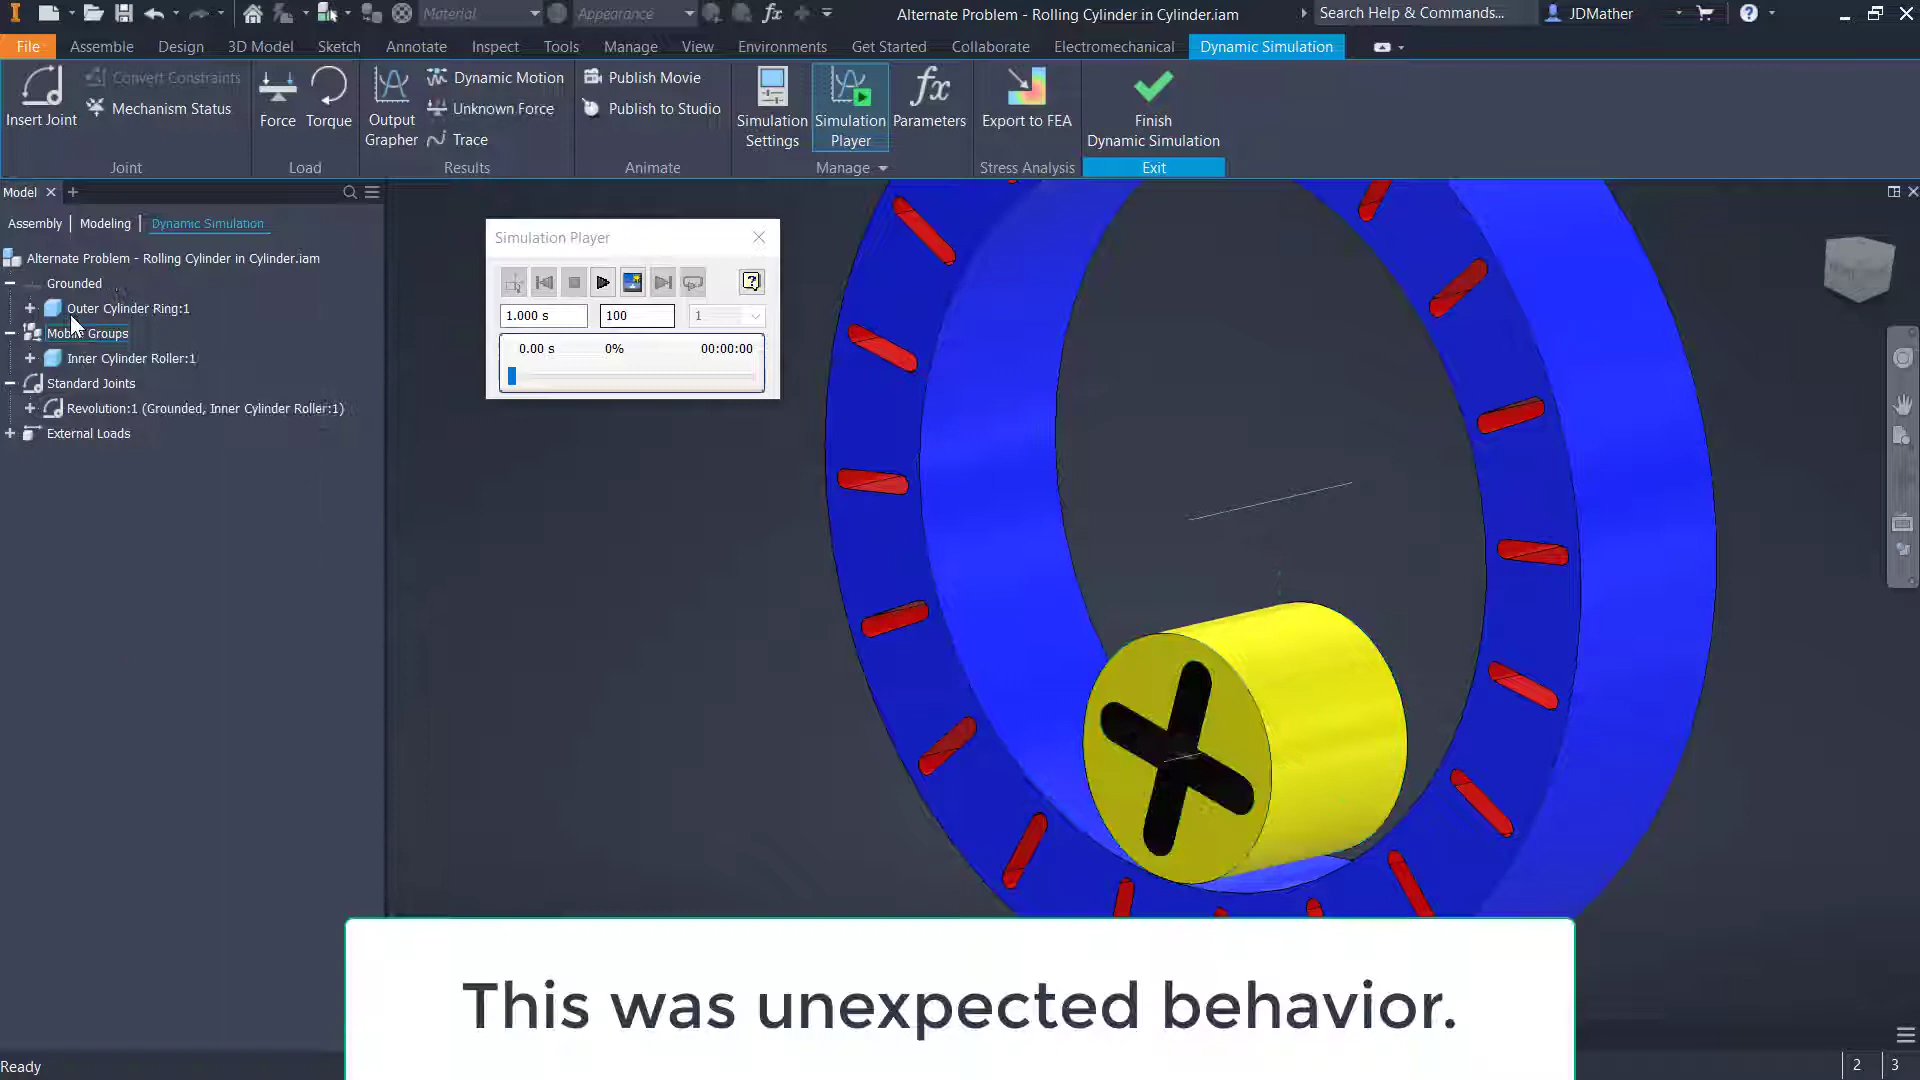 Material
Appearance
Alternate Problem - Rolling Cylinder in Cylinder.iam
Search Help & Commands...
JDMather
File
Assemble
Design
3D Model
Sketch
Annotate
Inspect
Tools
Manage
View
Environments
Get Started
Collaborate
Electromechanical
Dynamic Simulation
Insert Joint
Convert Constraints
Mechanism Status
Force
Torque
Output
Grapher
Dynamic Motion
Unknown Force
Trace
Publish Movie
Publish to Studio
Simulation
Settings
Simulation
Player
fx
Parameters
Export to FEA
Finish
Dynamic Simulation
Joint
Load
Results
Animate
Manage
Stress Analysis
Exit
Model
Assembly
Modeling
Dynamic Simulation
Alternate Problem - Rolling Cylinder in Cylinder.iam
Grounded
Outer Cylinder Ring:1
Groups
Inner Cylinder Roller:1
Standard Joints
Revolution:1 (Grounded, Inner Cylinder Roller:1)
External Loads
Simulation Player
1.000 s
100
1
0.00 s
0%
00:00:00
This was unexpected behavior.
Ready
2
3